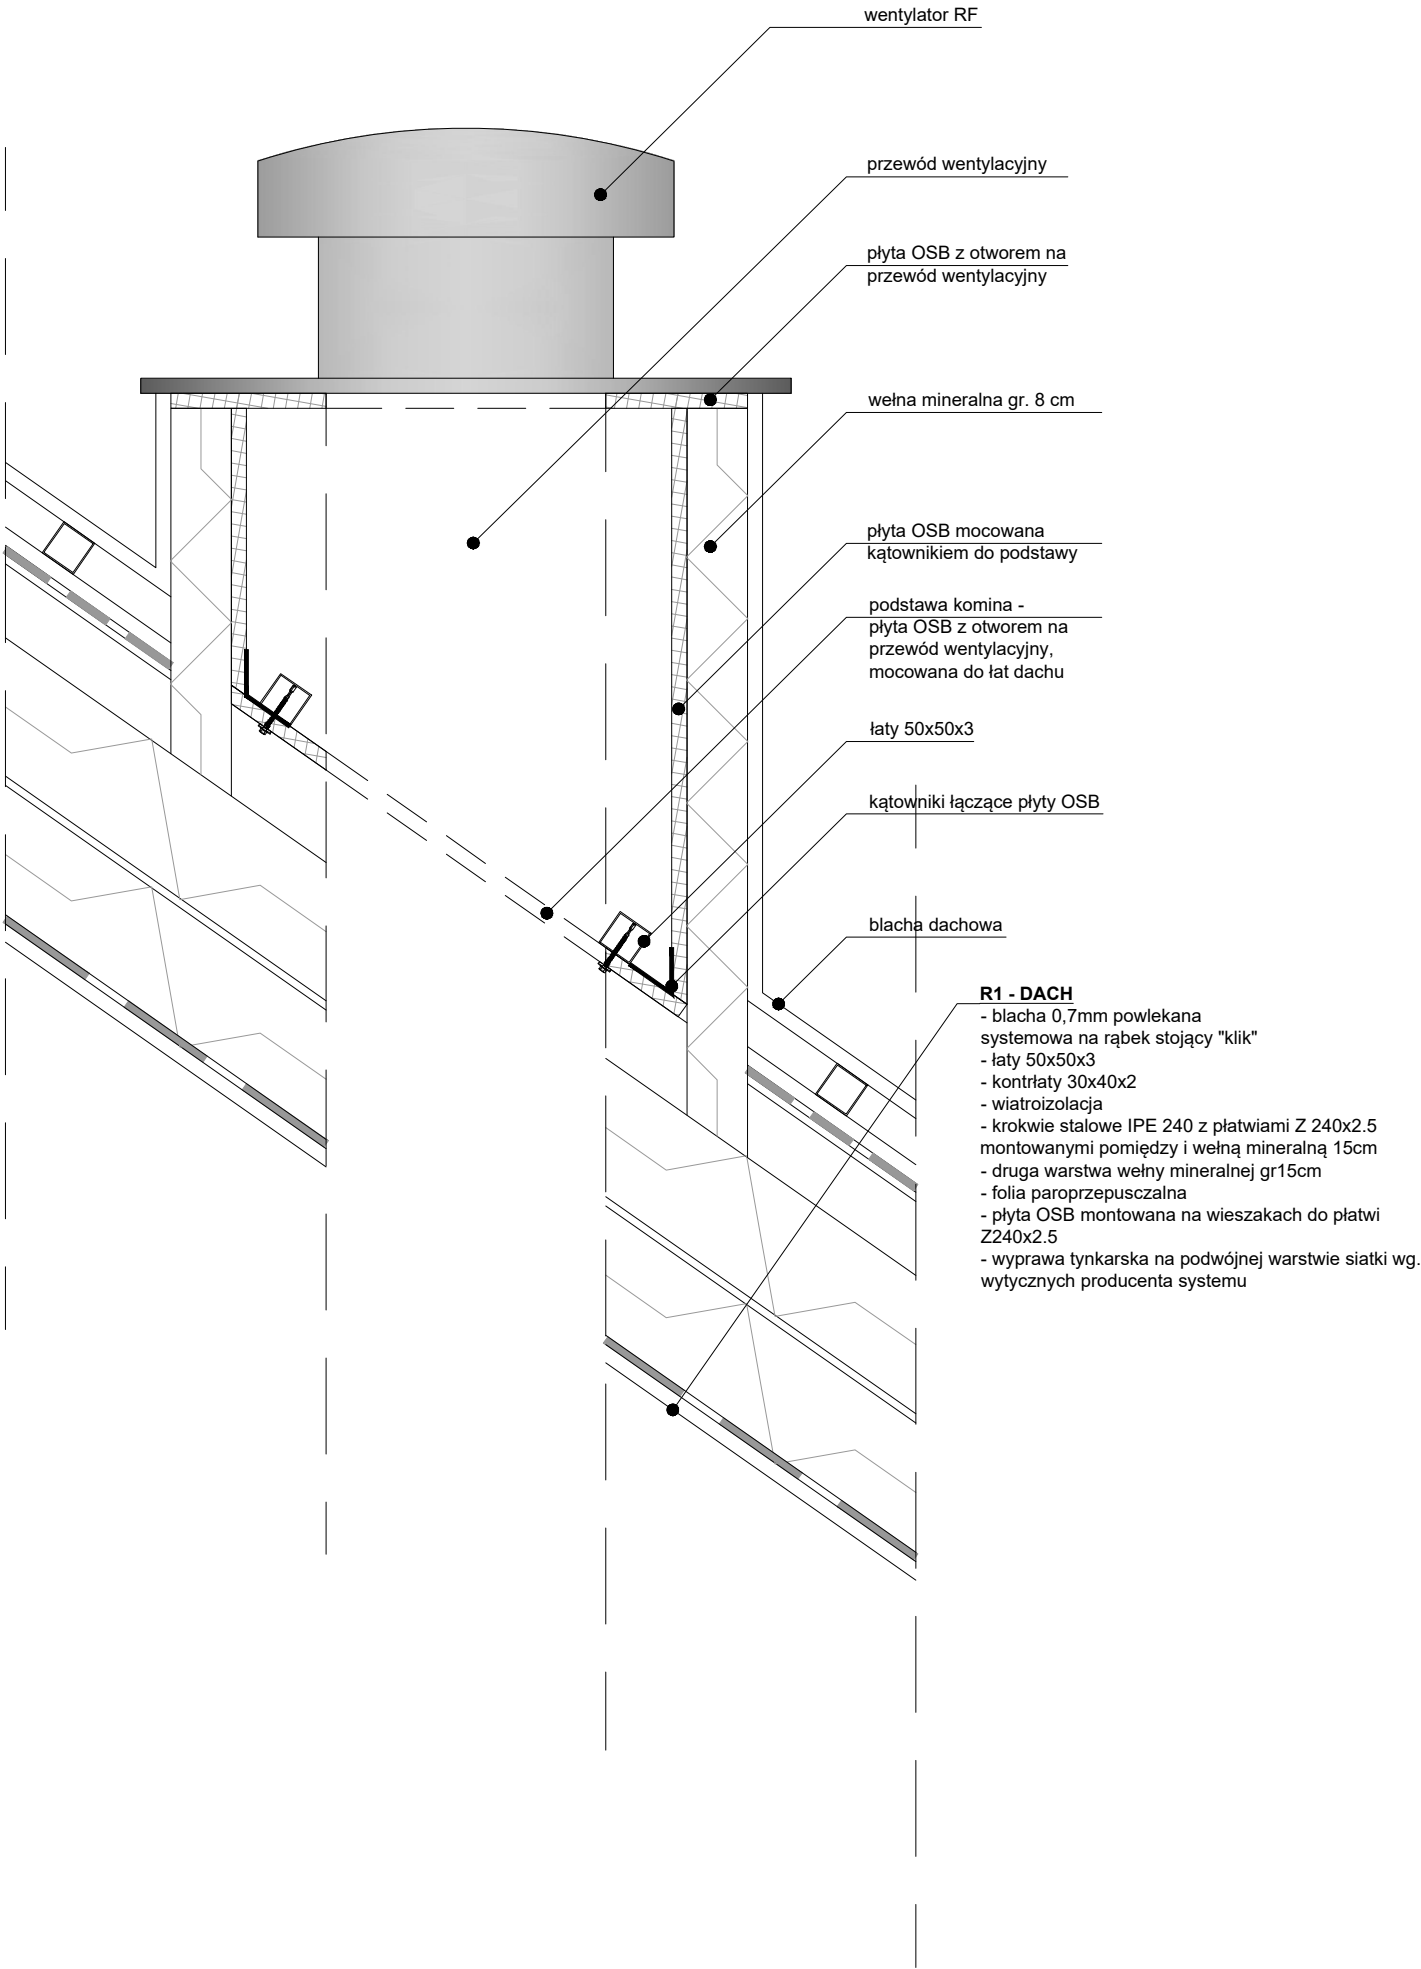 wentylator RF
przewód wentylacyjny
płyta OSB z otworem na
przewód wentylacyjny
wełna mineralna gr. 8 cm
płyta OSB mocowana
kątownikiem do podstawy
podstawa komina -
płyta OSB z otworem na
przewód wentylacyjny,
mocowana do łat dachu
łaty 50x50x3
kątowniki łączące płyty OSB
blacha dachowa
R1 - DACH
- blacha 0,7mm powlekana
systemowa na rąbek stojący "klik"
- łaty 50x50x3
- kontrłaty 30x40x2
- wiatroizolacja
- krokwie stalowe IPE 240 z płatwiami Z 240x2.5
montowanymi pomiędzy i wełną mineralną 15cm
- druga warstwa wełny mineralnej gr15cm
- folia paroprzepusczalna
- płyta OSB montowana na wieszakach do płatwi
Z240x2.5
- wyprawa tynkarska na podwójnej warstwie siatki wg.
wytycznych producenta systemu